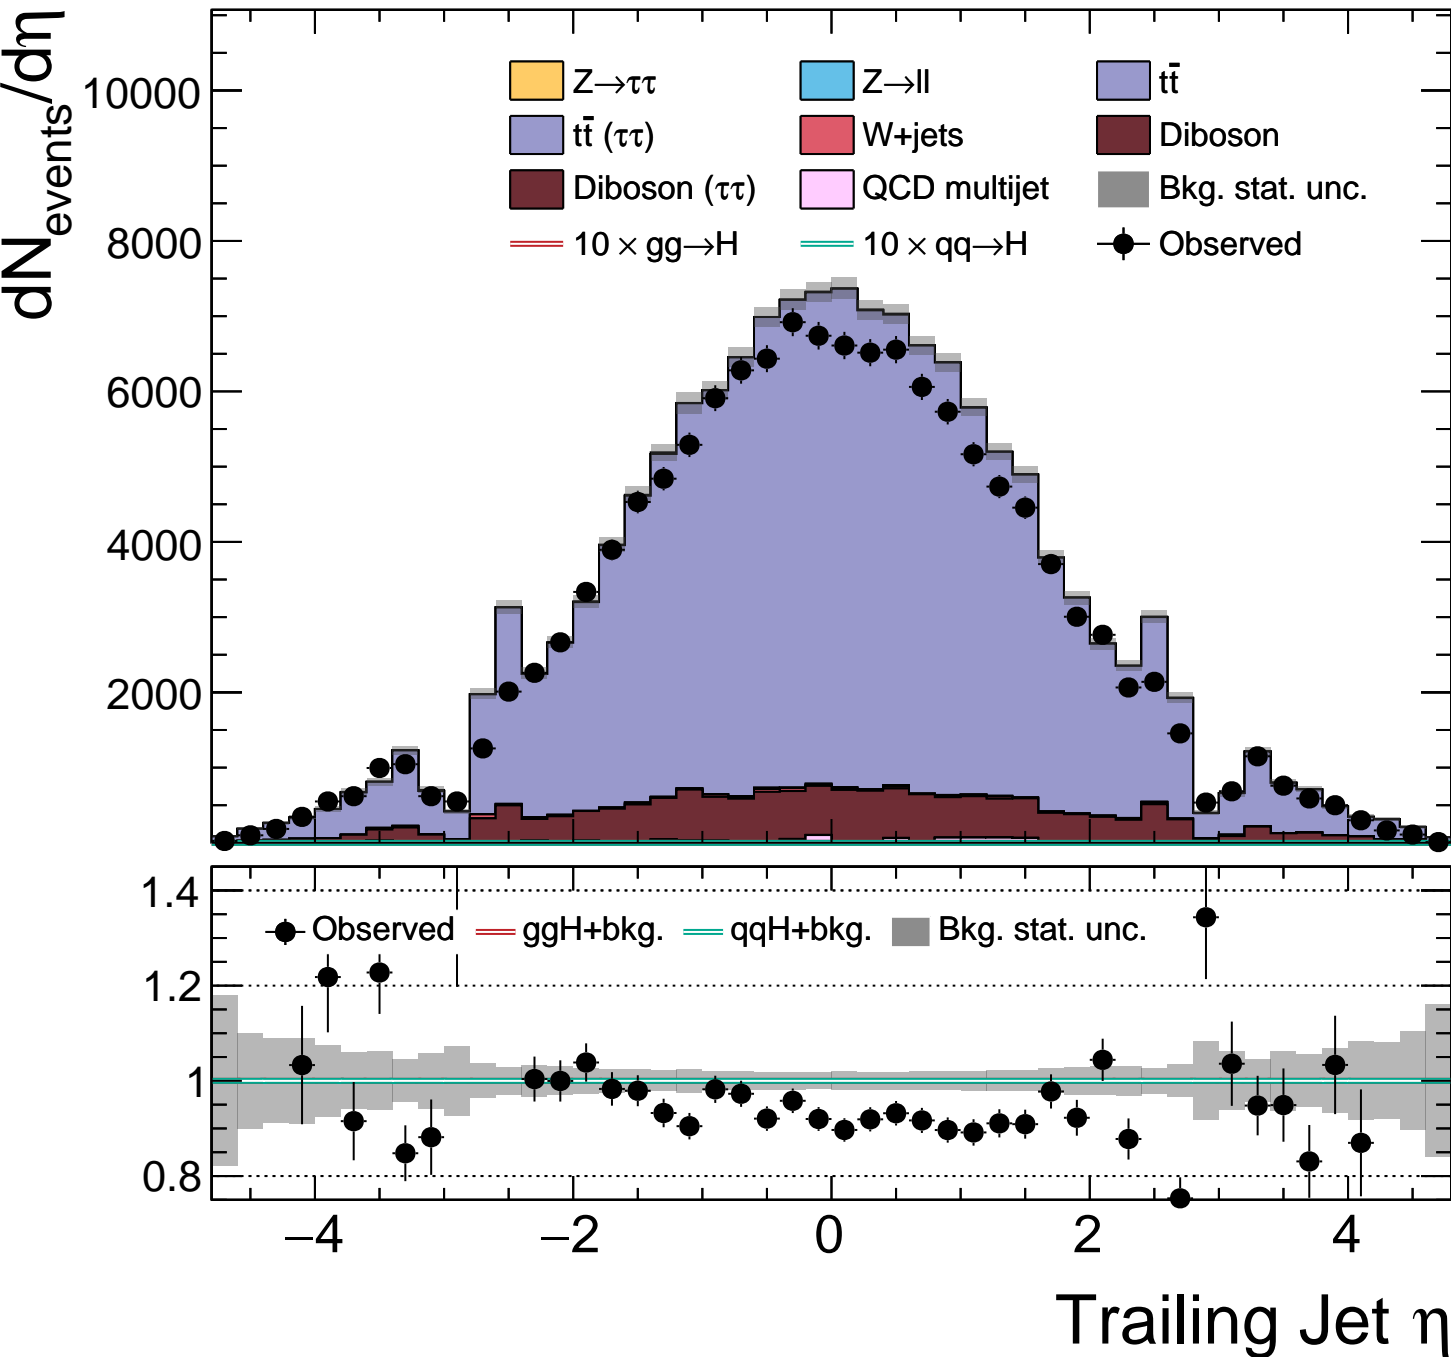 dN_events/dη
10000
8000
6000
4000
2000
Z→ττ Z→ll tt̄
tt̄ (ττ) W+jets Diboson
Diboson (ττ) QCD multijet Bkg. stat. unc.
10 × gg→H 10 × qq→H Observed
1.4
1.2
1
0.8
Observed ggH+bkg. qqH+bkg. Bkg. stat. unc.
−4 −2 0 2 4
Trailing Jet η